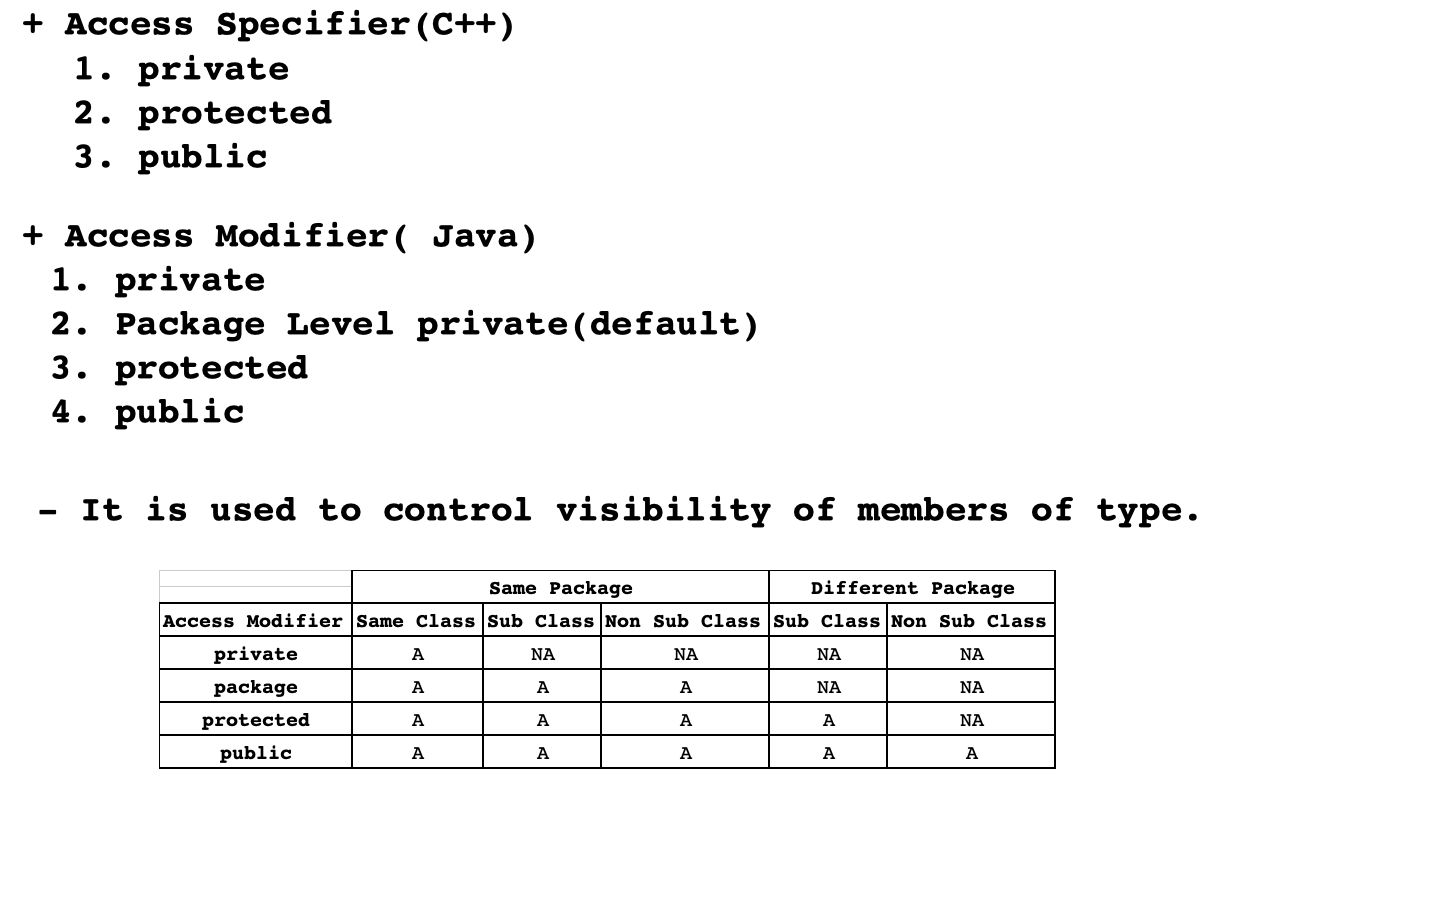 + Access Specifier(C++)
1. private
2. protected
3. public
+ Access Modifier( Java)
1. private
2. Package Level private(default)
3. protected
4. public
- It is used to control visibility of members of type.
Same Package Different Package
Access Modifier Same Class Sub Class Non Sub Class Sub Class Non Sub Class
private A NA NA NA NA
package A A A NA NA
protected A A A A NA
public A A A A A